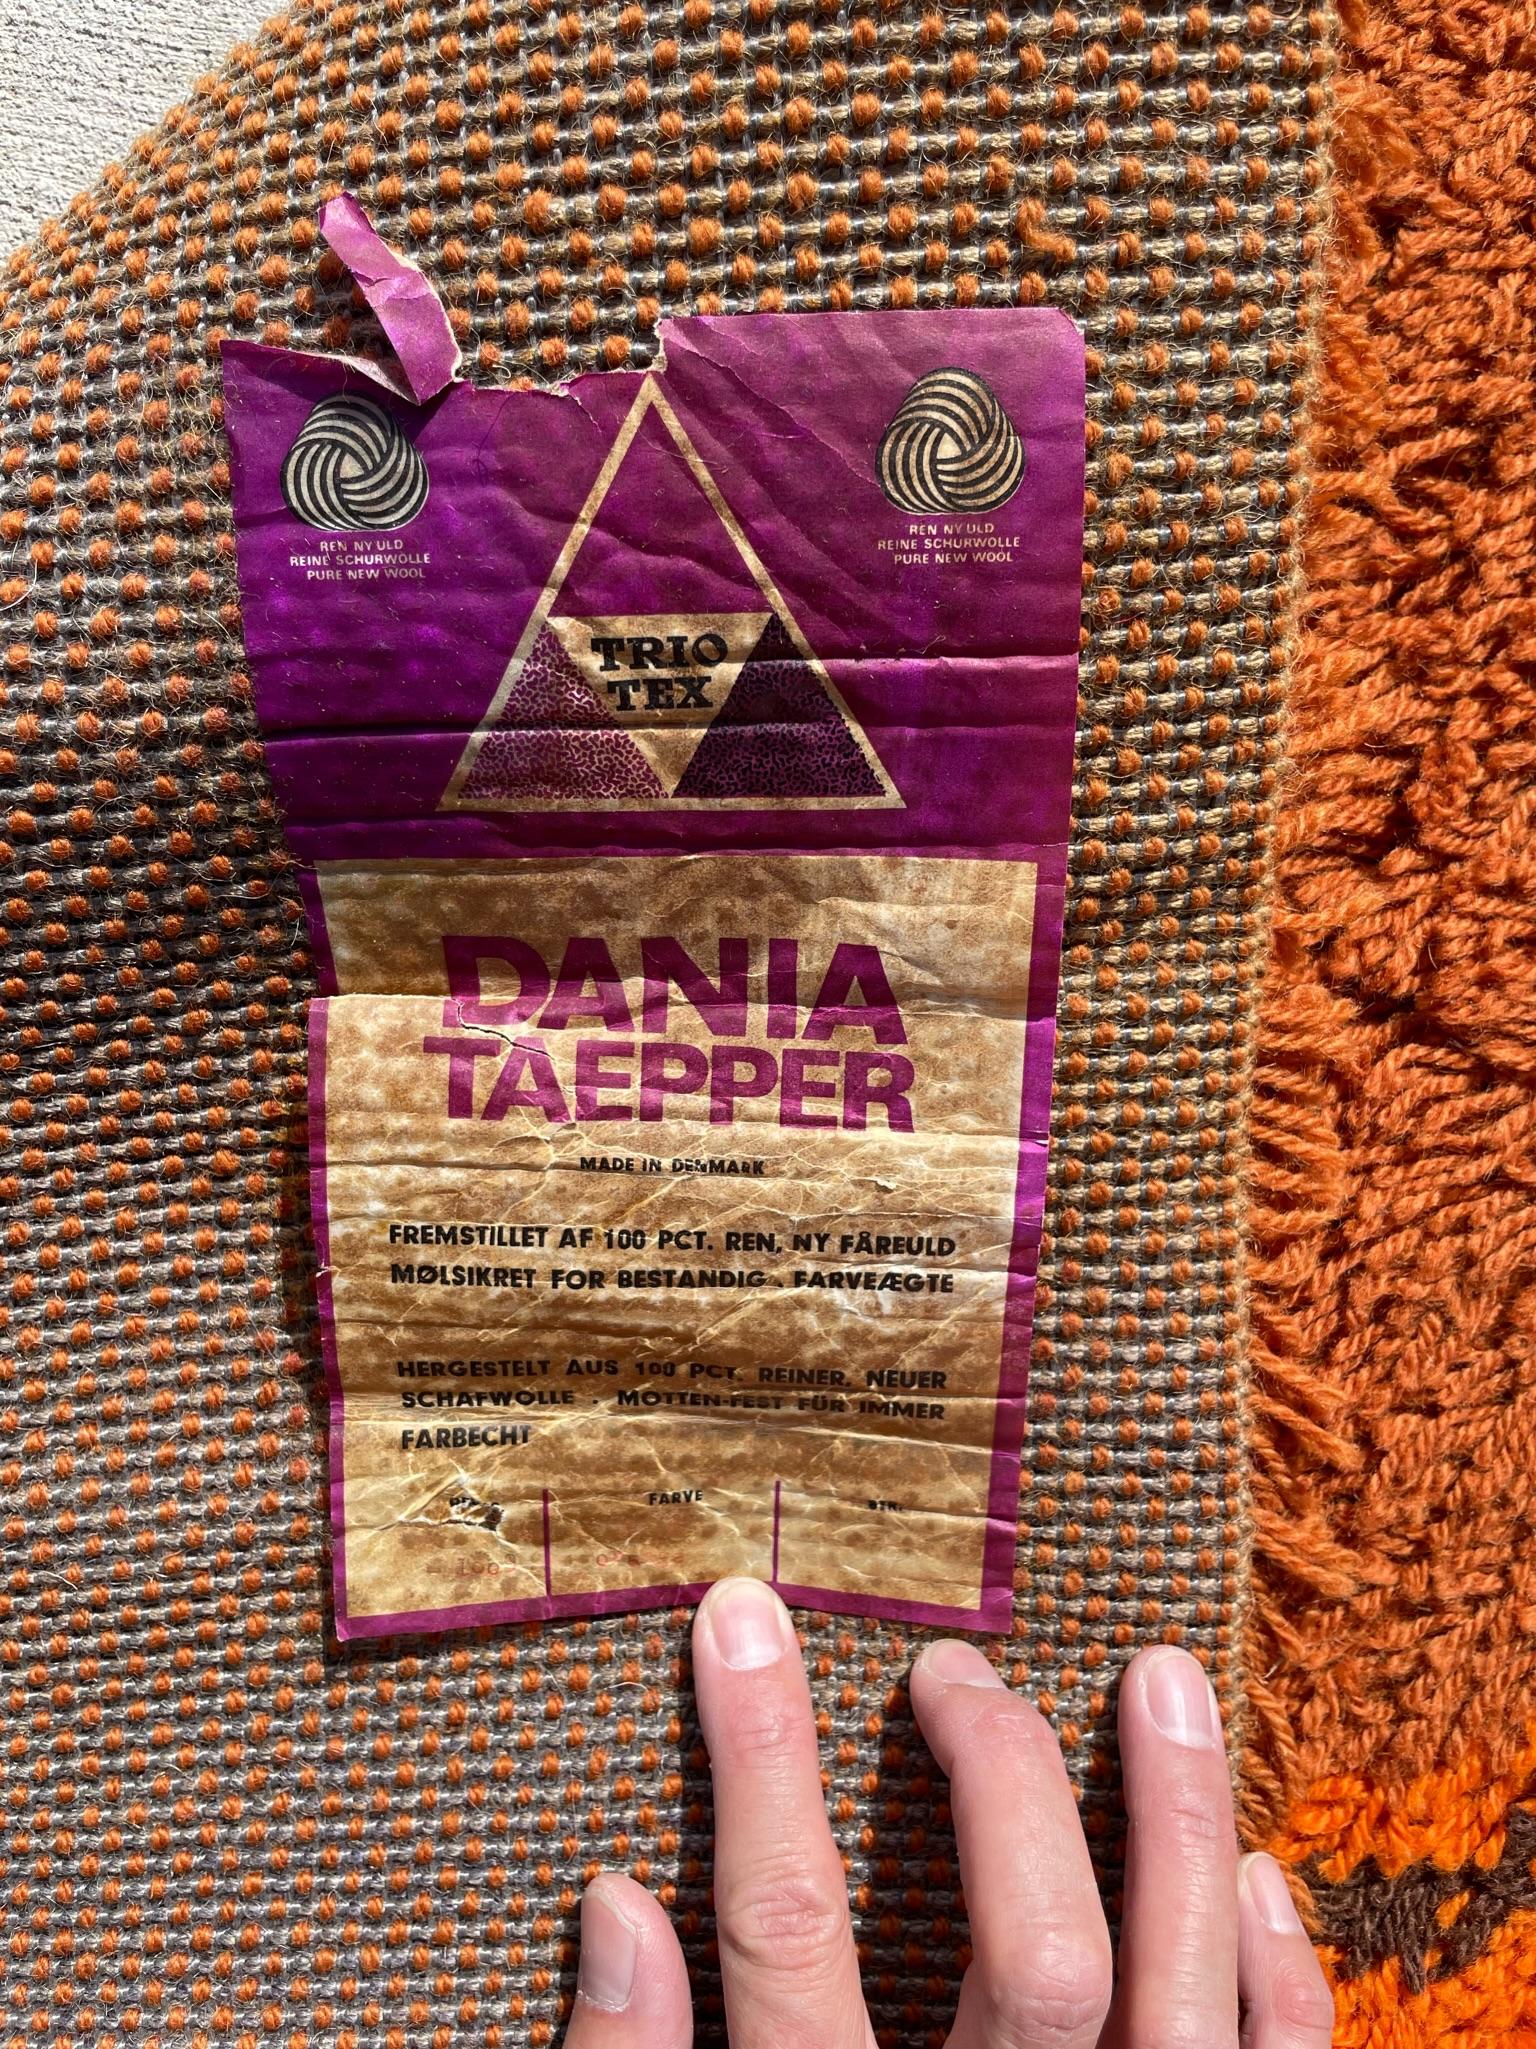 REN NY ULD
REINE SCHURWOLLE
PURE NEW WOOL
REN NY ULD
REINE SCHURWOLLE
PURE NEW WOOL
TRIO
TEX
DANIA
TAEPPER
MADE IN DENMARK
FREMSTILLET AF 100 PCT. REN, NY FÅREULD
MØLSIKRET FOR BESTANDIG . FARVEÆGTE
HERGESTELT AUS 100 PCT. REINER, NEUER
SCHAFWOLLE . MOTTEN-FEST FÜR IMMER
FARBECHT
FARVE
STR.